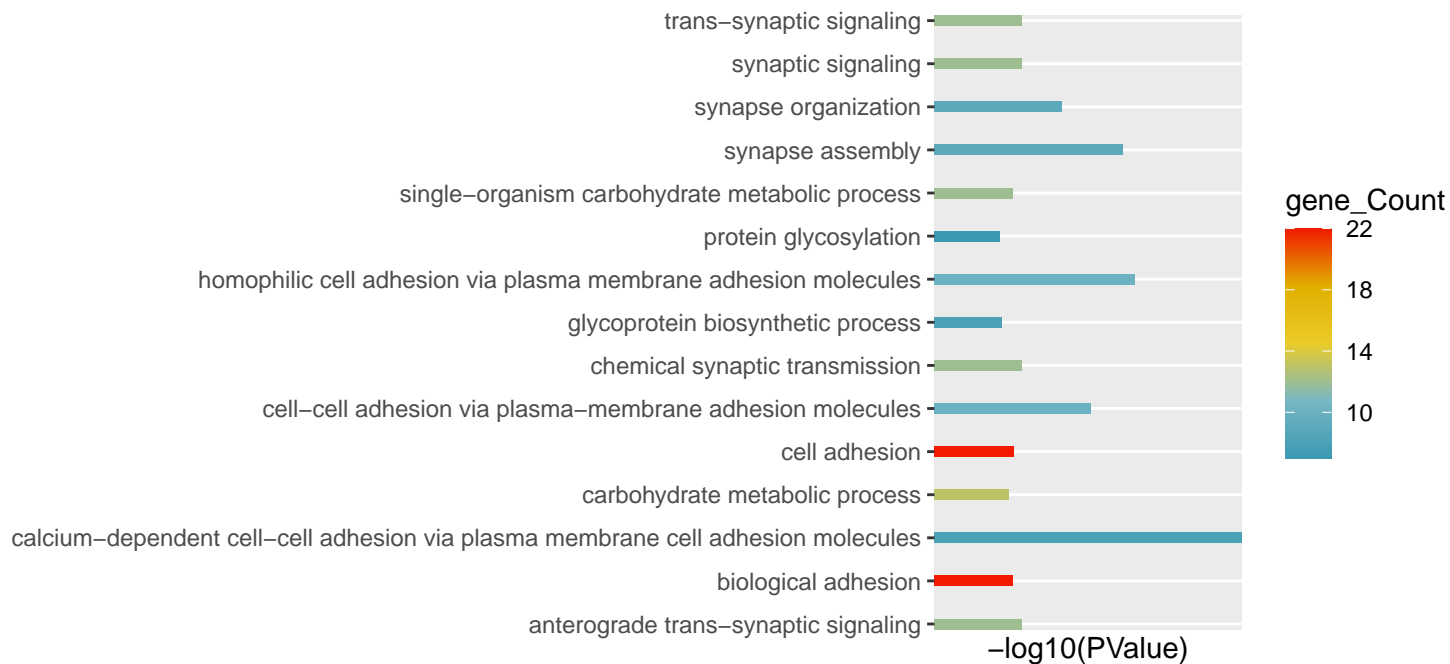 trans−synaptic signaling
synaptic signaling
synapse organization
synapse assembly
single−organism carbohydrate metabolic process
protein glycosylation
homophilic cell adhesion via plasma membrane adhesion molecules
glycoprotein biosynthetic process
chemical synaptic transmission
cell−cell adhesion via plasma−membrane adhesion molecules
cell adhesion
carbohydrate metabolic process
calcium−dependent cell−cell adhesion via plasma membrane cell adhesion molecules
biological adhesion
anterograde trans−synaptic signaling
−log10(PValue)
gene_Count
22
18
14
10